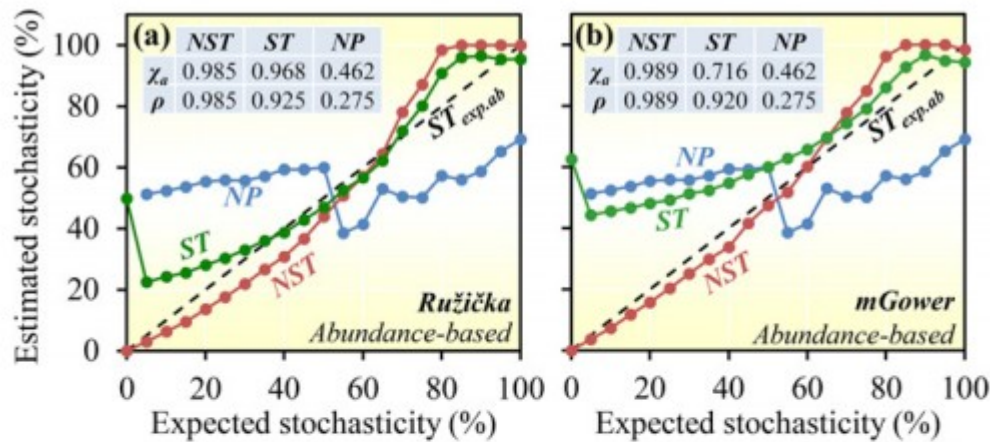 Estimated stochasticity (%)
(a)
NST ST NP
χa 0.985 0.968 0.462
ρ 0.985 0.925 0.275
STexp.ab
NP
ST
NST
Ružička
Abundance-based
100
80
60
40
20
0
0 20 40 60 80 100
Expected stochasticity (%)
(b)
NST ST NP
χa 0.989 0.716 0.462
ρ 0.989 0.920 0.275
STexp.ab
NP
ST
NST
mGower
Abundance-based
0 20 40 60 80 100
Expected stochasticity (%)